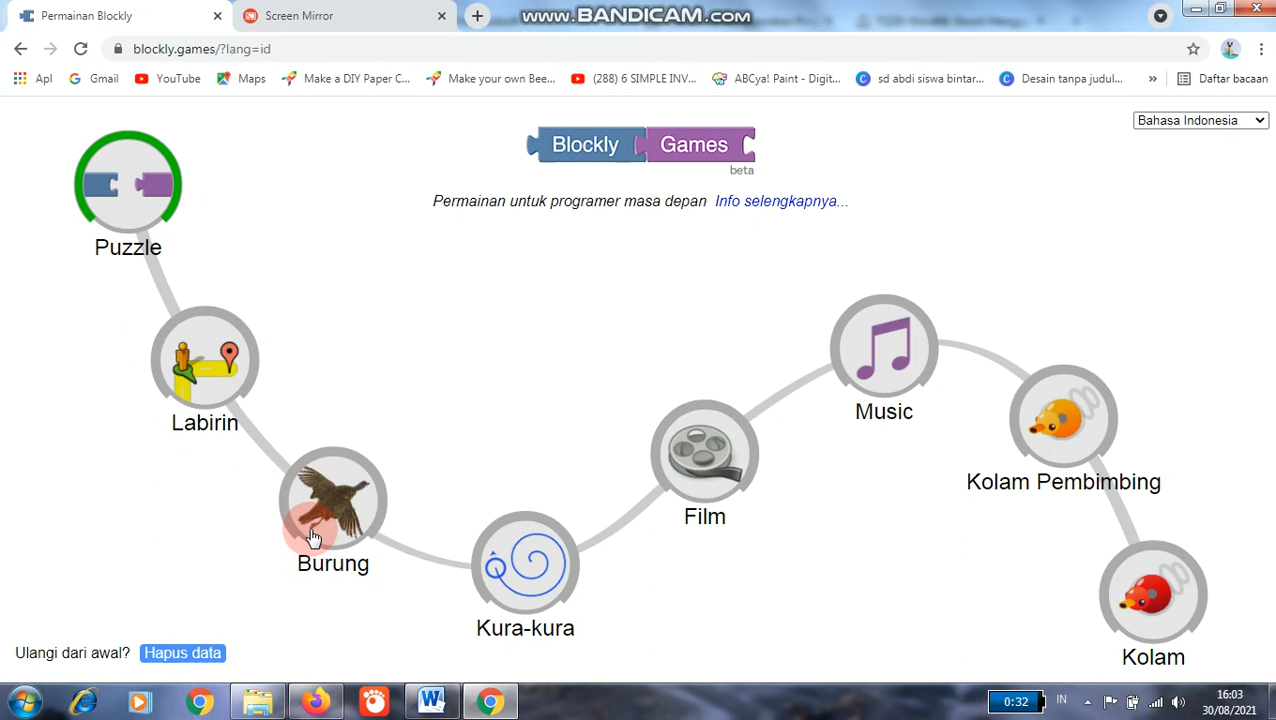 Permainan Blockly
Screen Mirror
WWW.BANDICAM.COM
blockly.games/?lang=id
Apl
Gmail
YouTube
Maps
Make a DIY Paper C...
Make your own Bee...
(288) 6 SIMPLE INV...
ABCya! Paint - Digit...
sd abdi siswa bintar...
Desain tanpa judul...
»
Daftar bacaan
Bahasa Indonesia
Blockly Games
beta
Permainan untuk programer masa depan Info selengkapnya...
Puzzle
Labirin
Burung
Kura-kura
Film
Music
Kolam Pembimbing
Kolam
Ulangi dari awal? Hapus data
0:32
IN
16:03
30/08/2021